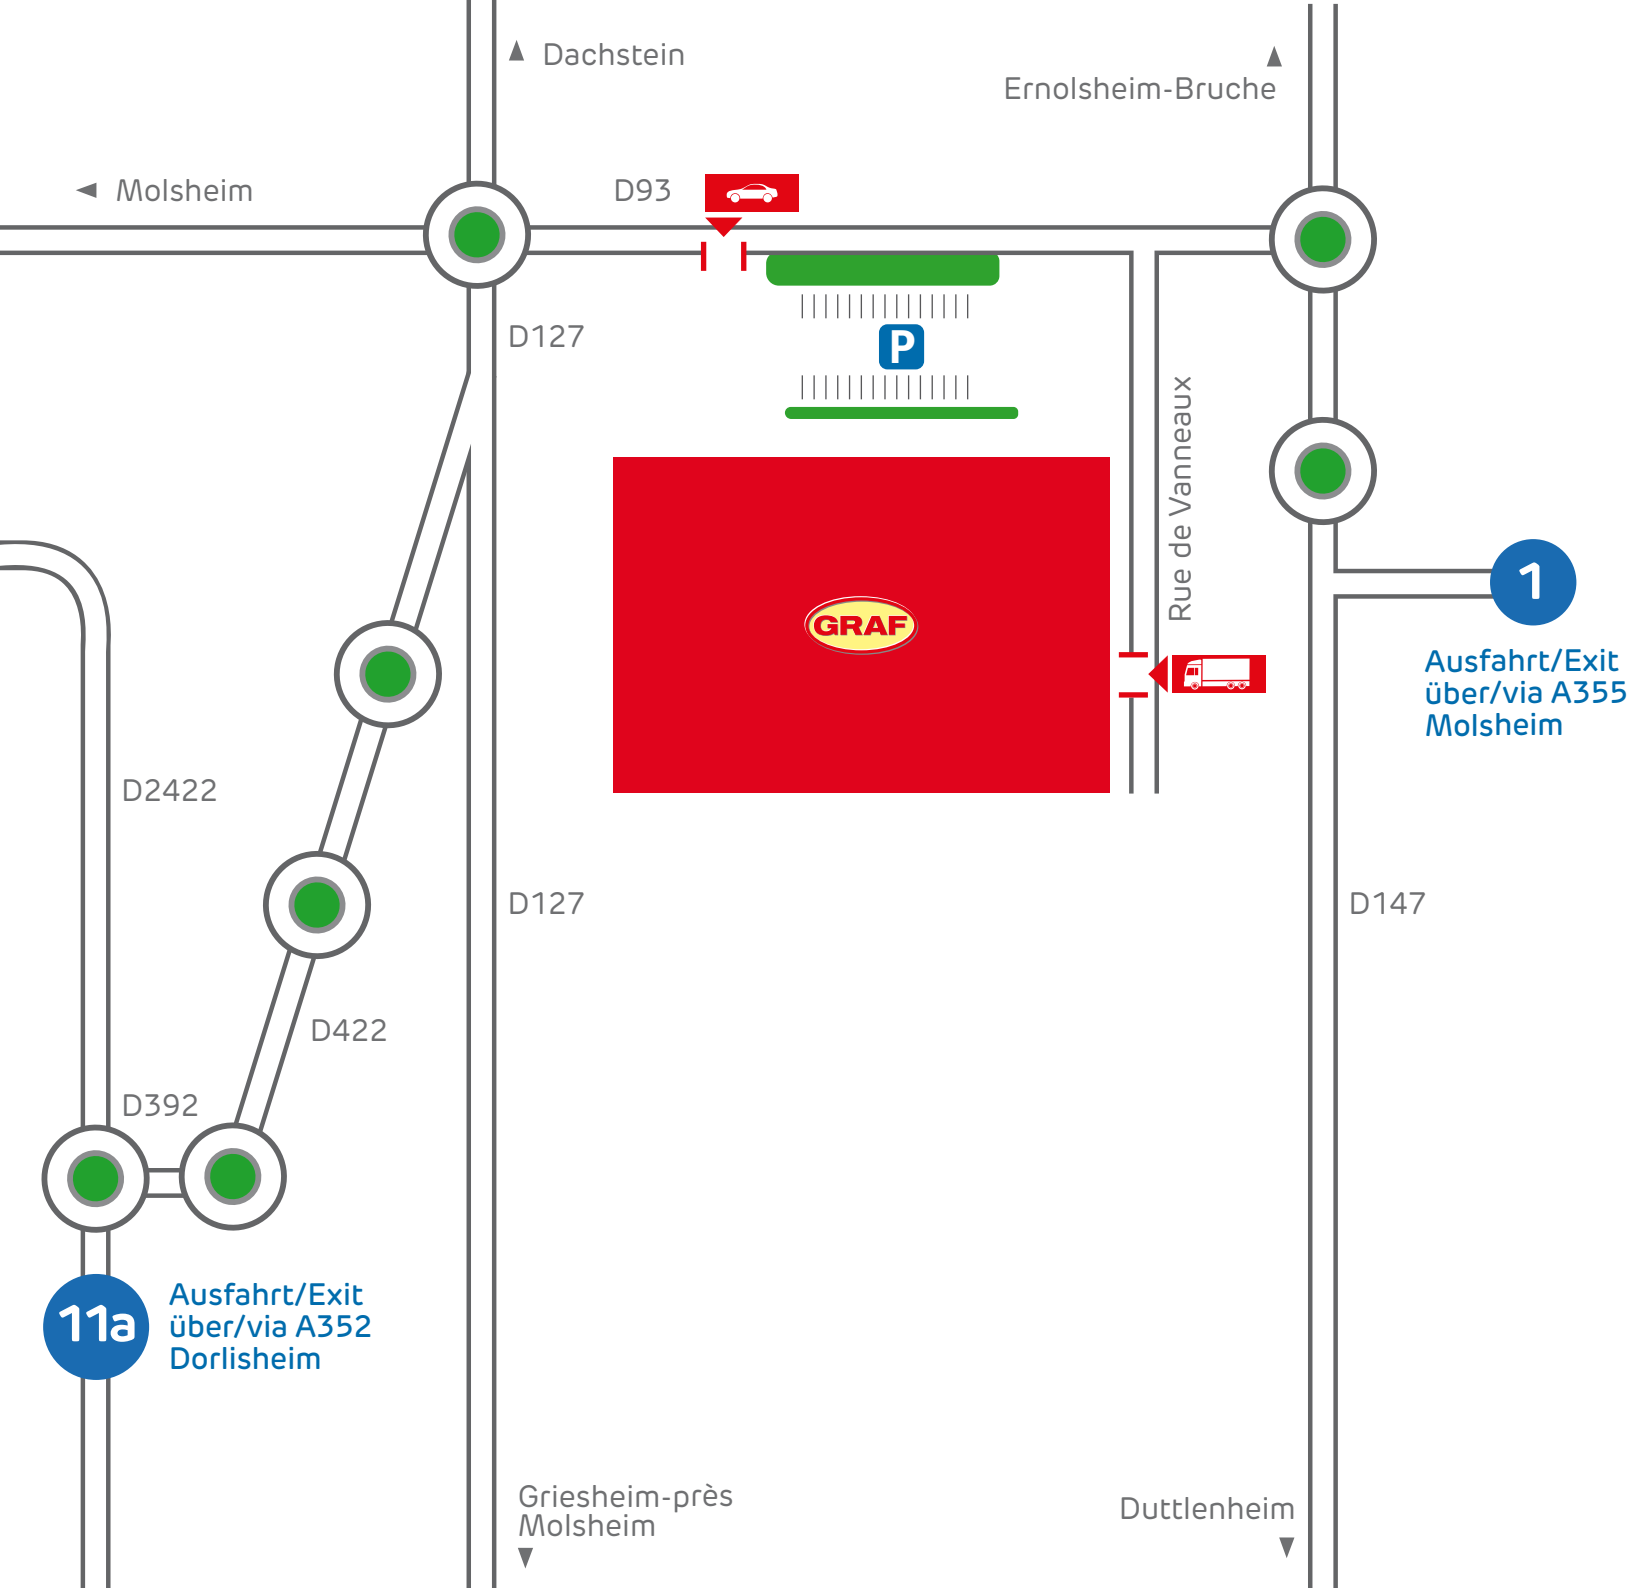 Dachstein
Ernolsheim-Bruche
Molsheim
D93
D127
P
Rue de Vanneaux
1
GRAF
Ausfahrt/Exit
über/via A355
Molsheim
D2422
D127
D147
D422
D392
11a
Ausfahrt/Exit
über/via A352
Dorlisheim
Griesheim-près
Molsheim
Duttlenheim